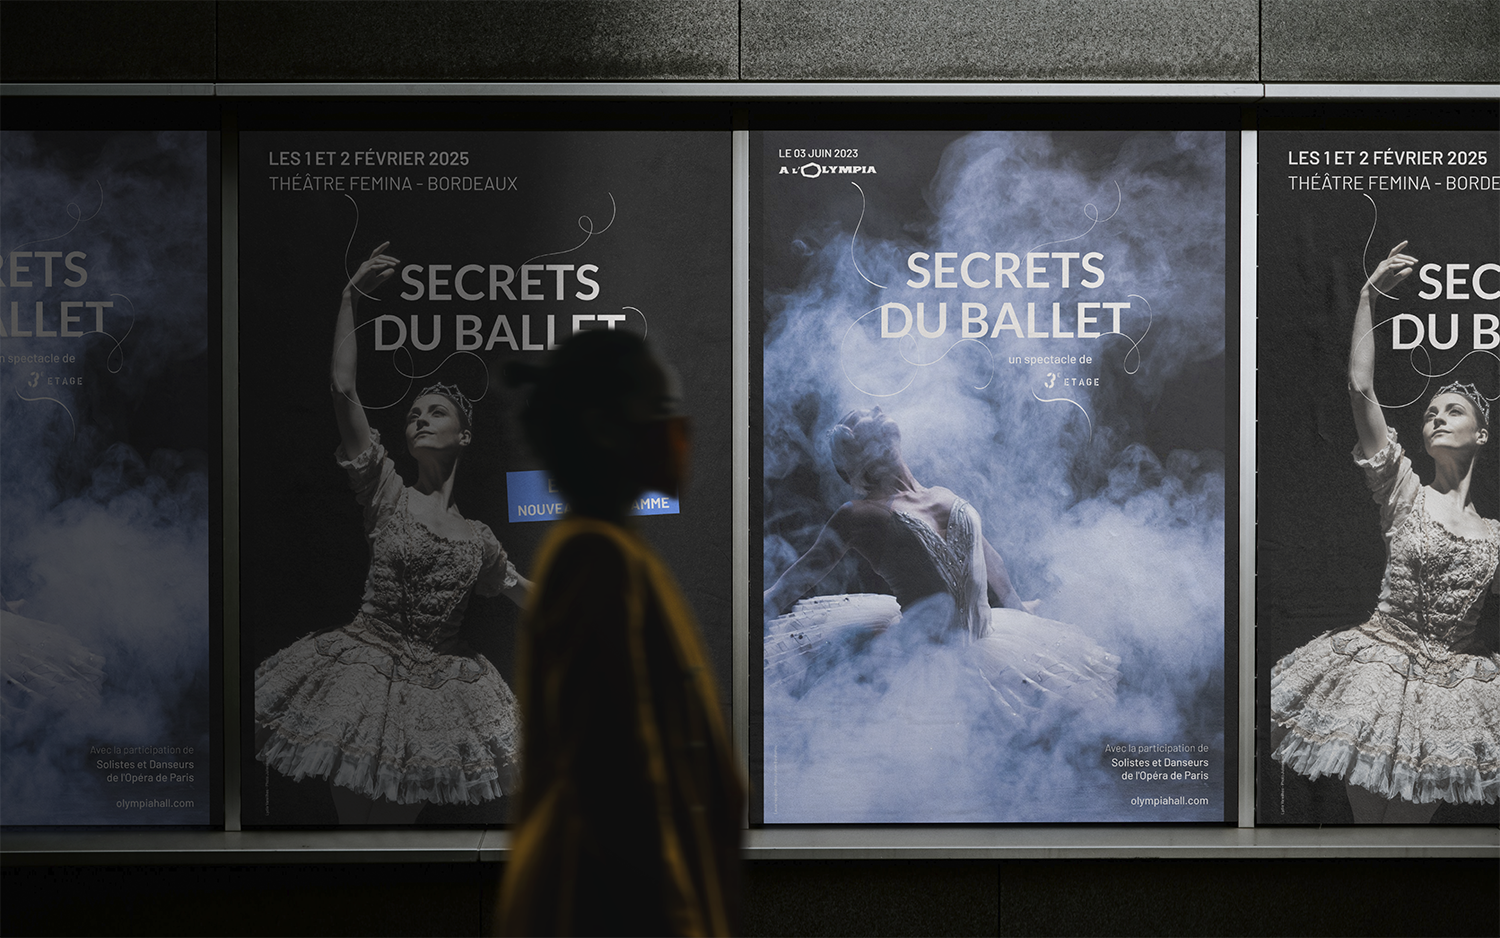 RETS
ALLET
n spectacle de
3e ETAGE
Avec la participation de
Solistes et Danseurs
de l'Opéra de Paris
olympiahall.com
LES 1 ET 2 FÉVRIER 2025
THÉÂTRE FEMINA - BORDEAUX
SECRETS
DU BALLET
NOUVE AMME
LE 03 JUIN 2023
A L'OLYMPIA
SECRETS
DU BALLET
un spectacle de
3e ETAGE
Avec la participation de
Solistes et Danseurs
de l'Opéra de Paris
olympiahall.com
LES 1 ET 2 FÉVRIER 2025
THÉÂTRE FEMINA - BORDE
SEC
DU B